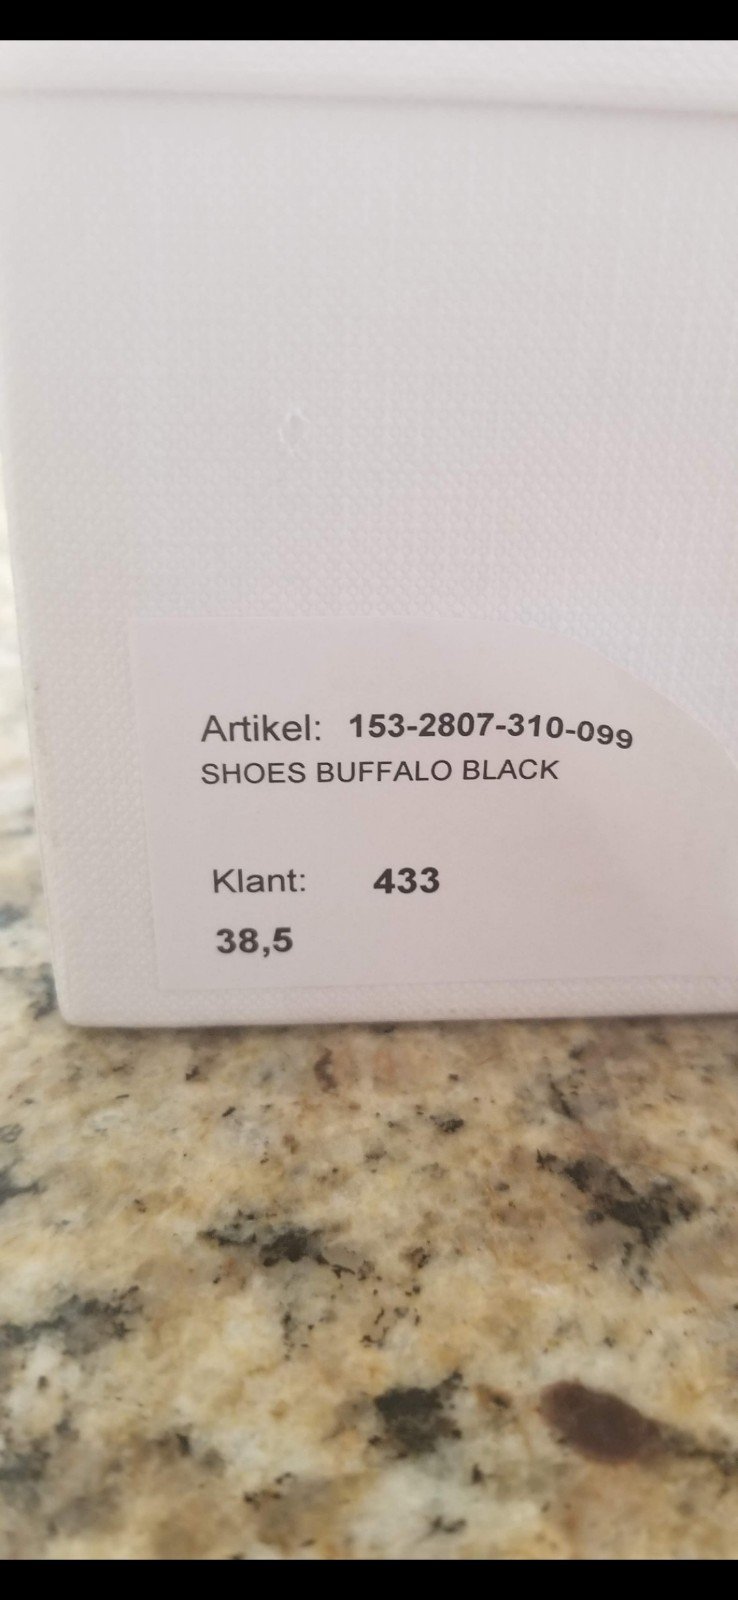 Artikel: 153-2807-310-099
SHOES BUFFALO BLACK
Klant: 433
38,5